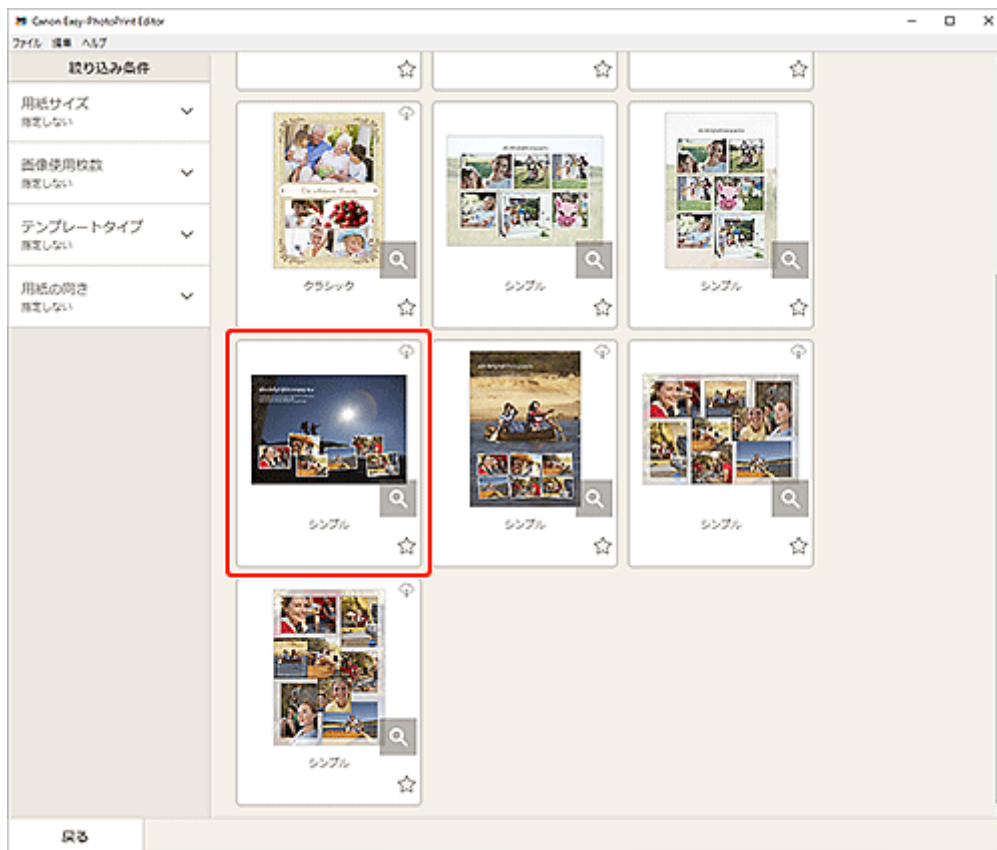 Canon Easy-PhotoPrint Editor
ファイル 編集 ヘルプ
絞り込み条件
用紙サイズ
指定しない
画像使用枚数
指定しない
テンプレートタイプ
指定しない
用紙の向き
指定しない
クラシック
シンプル
シンプル
シンプル
シンプル
シンプル
シンプル
戻る